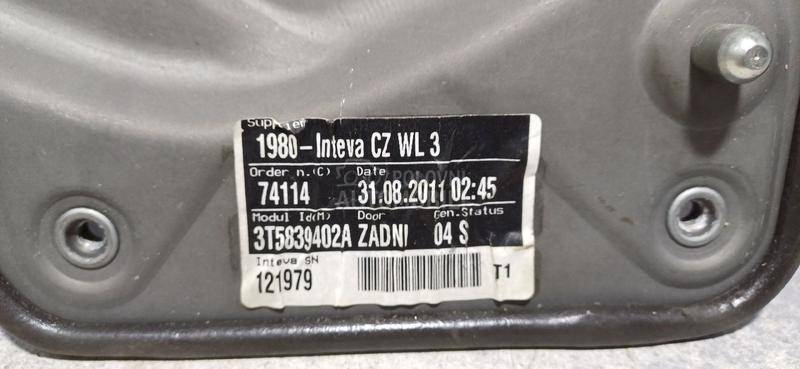 Supplier
1980-Inteva CZ WL 3
Order n.(C) Date
74114 31.08.2011 02:45
Modul Id(M) Door Gen.Status
3T5839402A ZADNI 04 S
Inteva SN
121979 T1